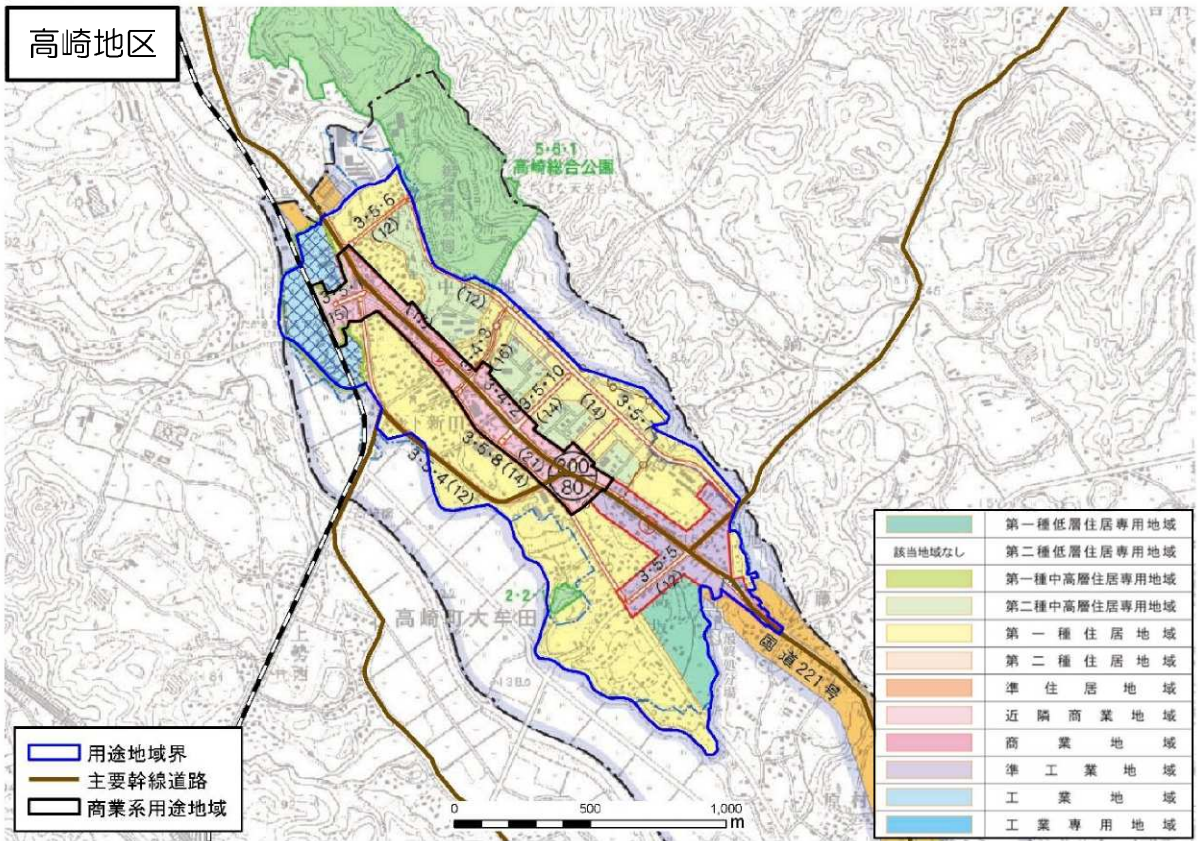 高崎地区
5・6・1
高崎総合公園
3・5・6
(12)
(12)
(15)
(16)
3・5・10
(14)
(14)
3・5・
3・4・2
(21)
3・5・8(14)
3・5・4(12)
200
80
3・5・5
(12)
2・2・1
高崎町大牟田
国道221号
用途地域界
主要幹線道路
商業系用途地域
0 500 1,000
m
第一種低層住居専用地域
該当地域なし 第二種低層住居専用地域
第一種中高層住居専用地域
第二種中高層住居専用地域
第一種住居地域
第二種住居地域
準住居地域
近隣商業地域
商業地域
準工業地域
工業地域
工業専用地域